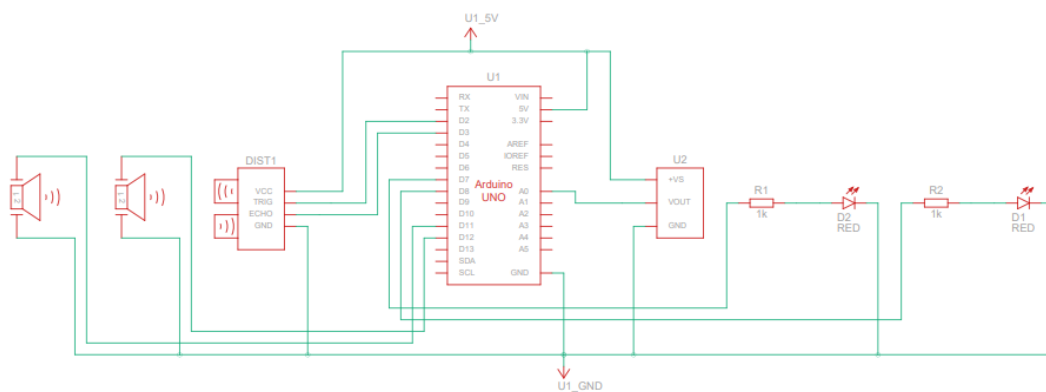 U1_5V
U1
RX
TX
D2
D3
D4
D5
D6
D7
D8
D9
D10
D11
D12
D13
SDA
SCL
VIN
5V
3.3V
AREF
IOREF
RES
A0
A1
A2
A3
A4
A5
GND
Arduino
UNO
DIST1
VCC
TRIG
ECHO
GND
U2
+VS
VOUT
GND
R1
1k
D2
RED
R2
1k
D1
RED
U1_GND